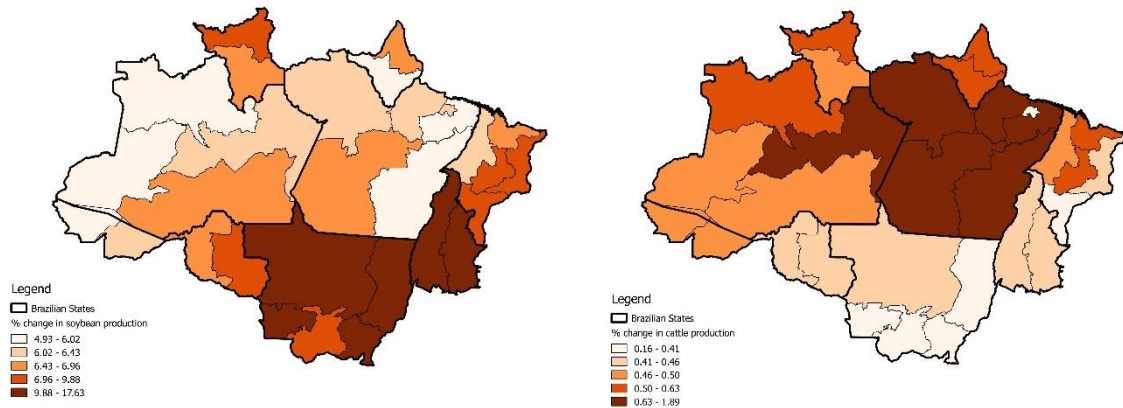 Legend
Brazilian States
% change in soybean production
4.93 - 6.02
6.02 - 6.43
6.43 - 6.96
6.96 - 9.88
9.88 - 17.63
Legend
Brazilian States
% change in cattle production
0.16 - 0.41
0.41 - 0.46
0.46 - 0.50
0.50 - 0.63
0.63 - 1.89